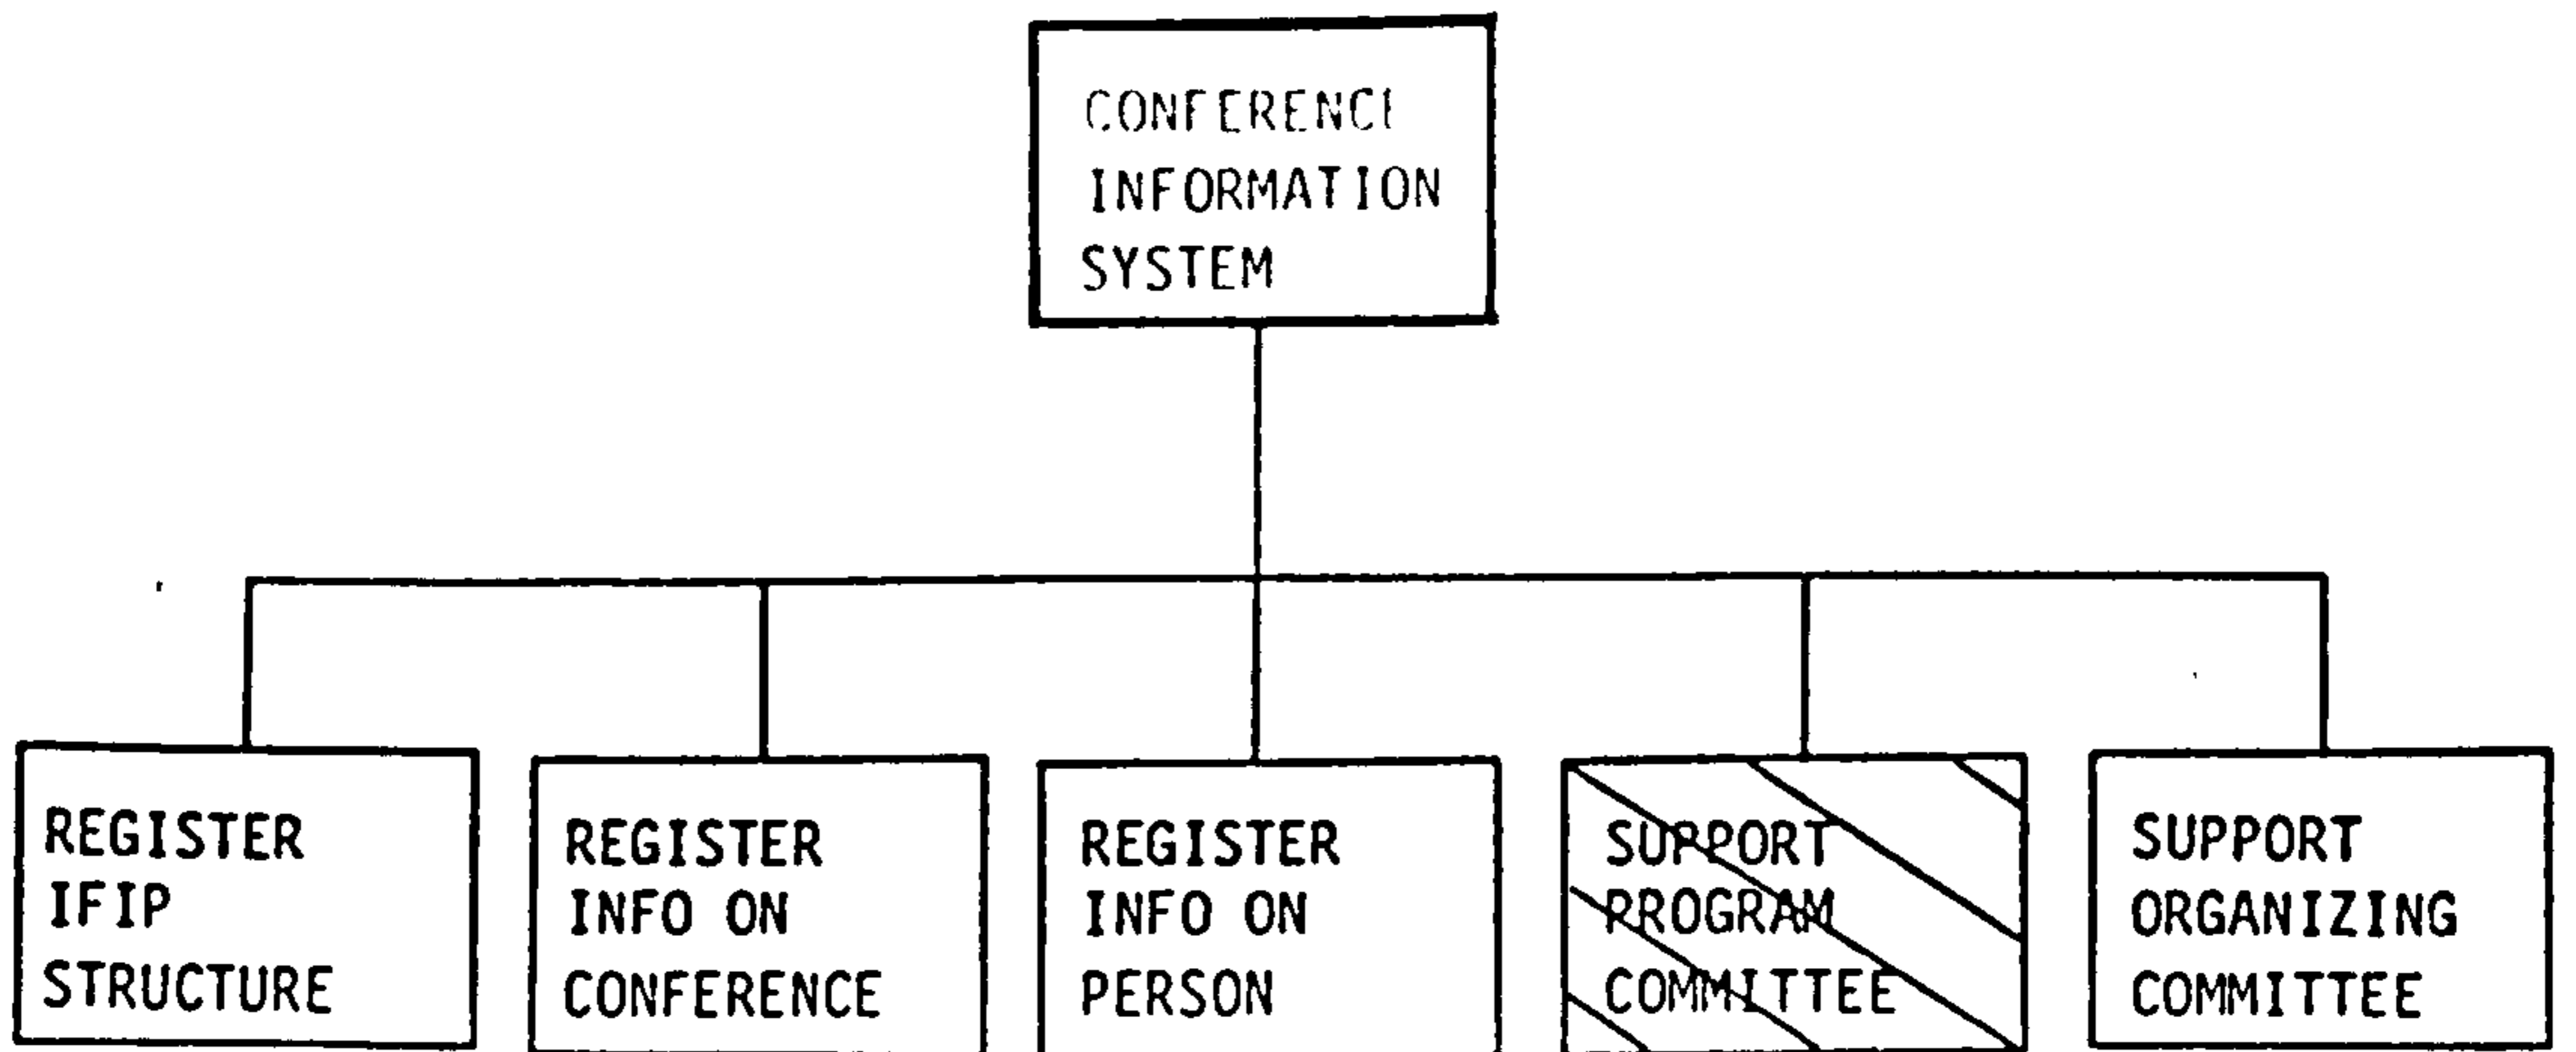 CONFERENCE
INFORMATION
SYSTEM
REGISTER
IFIP
STRUCTURE
REGISTER
INFO ON
CONFERENCE
REGISTER
INFO ON
PERSON
SUPPORT
PROGRAM
COMMITTEE
SUPPORT
ORGANIZING
COMMITTEE